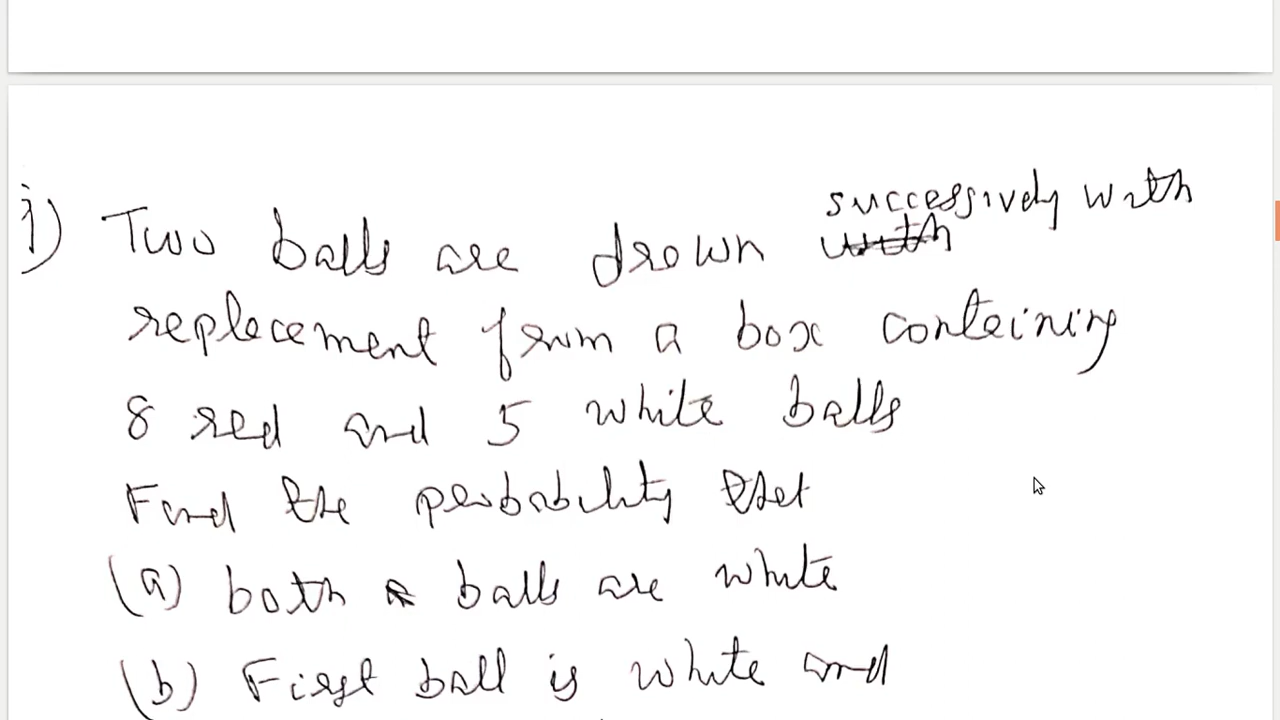 1) Two balls are drawn successively with
replacement from a box containing
8 red and 5 white balls
Find the probability that
(a) both balls are white
(b) First ball is white and